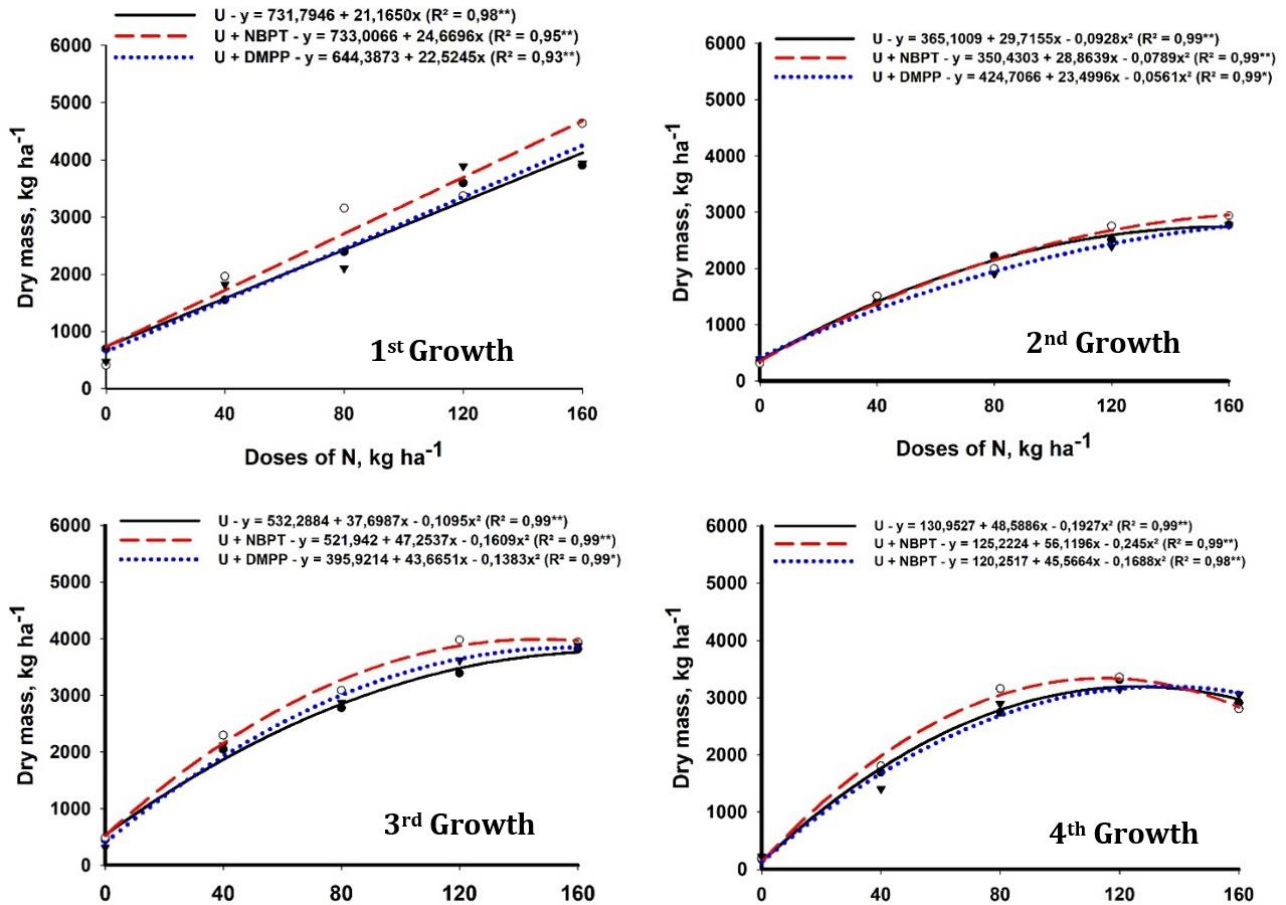 U - y = 731,7946 + 21,1650x (R² = 0,98**)
U + NBPT - y = 733,0066 + 24,6696x (R² = 0,95**)
U + DMPP - y = 644,3873 + 22,5245x (R² = 0,93**)
6000
5000
4000
3000
2000
1000
0
Dry mass, kg ha⁻¹
1ˢᵗ Growth
0 40 80 120 160
Doses of N, kg ha⁻¹
U - y = 365,1009 + 29,7155x - 0,0928x² (R² = 0,99**)
U + NBPT - y = 350,4303 + 28,8639x - 0,0789x² (R² = 0,99**)
U + DMPP - y = 424,7066 + 23,4996x - 0,0561x² (R² = 0,99*)
6000
5000
4000
3000
2000
1000
0
Dry mass, kg ha⁻¹
2ⁿᵈ Growth
0 40 80 120 160
Doses of N, kg ha⁻¹
U - y = 532,2884 + 37,6987x - 0,1095x² (R² = 0,99**)
U + NBPT - y = 521,942 + 47,2537x - 0,1609x² (R² = 0,99**)
U + DMPP - y = 395,9214 + 43,6651x - 0,1383x² (R² = 0,99*)
6000
5000
4000
3000
2000
1000
0
Dry mass, kg ha⁻¹
3ʳᵈ Growth
0 40 80 120 160
U - y = 130,9527 + 48,5886x - 0,1927x² (R² = 0,99**)
U + NBPT - y = 125,2224 + 56,1196x - 0,245x² (R² = 0,99**)
U + NBPT - y = 120,2517 + 45,5664x - 0,1688x² (R² = 0,98**)
6000
5000
4000
3000
2000
1000
0
Dry mass, kg ha⁻¹
4ᵗʰ Growth
0 40 80 120 160